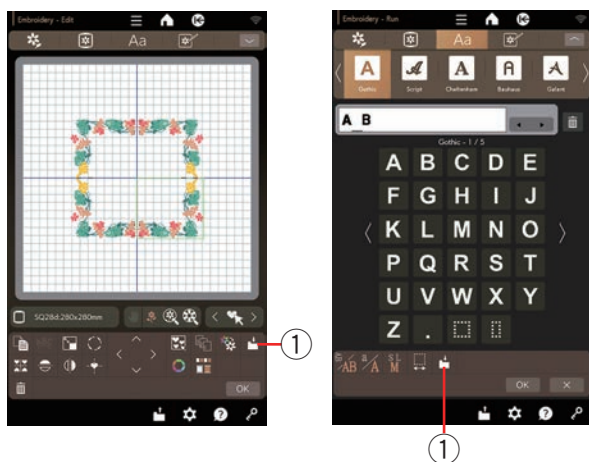 Embroidery - Edit
Aa
SQ28d:280x280mm
OK
1
Embroidery - Run
Aa
A A A A A
Gothic Script Cheltenham Bauhaus Galant
A_B
Gothic - 1 / 5
A B C D E
F G H I J
K L M N O
P Q R S T
U V W X Y
Z .
OK
1